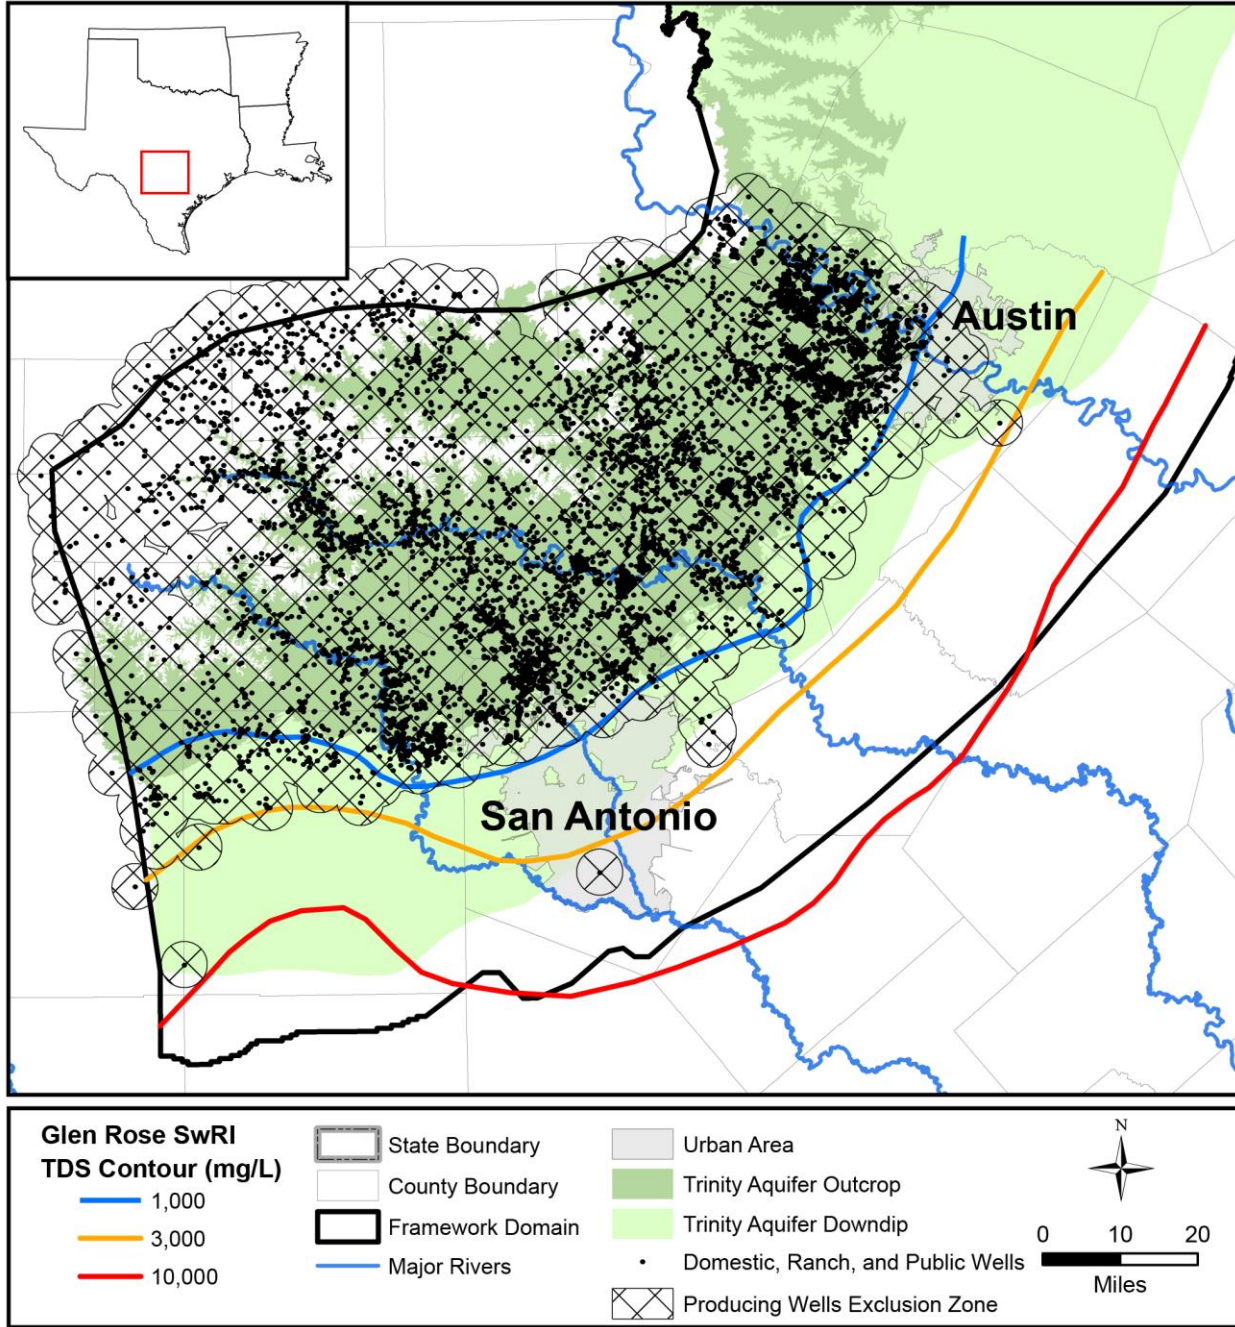 Austin
San Antonio
Glen Rose SwRI
TDS Contour (mg/L)
1,000
3,000
10,000
State Boundary
County Boundary
Framework Domain
Major Rivers
Urban Area
Trinity Aquifer Outcrop
Trinity Aquifer Downdip
Domestic, Ranch, and Public Wells
Producing Wells Exclusion Zone
N
0 10 20
Miles